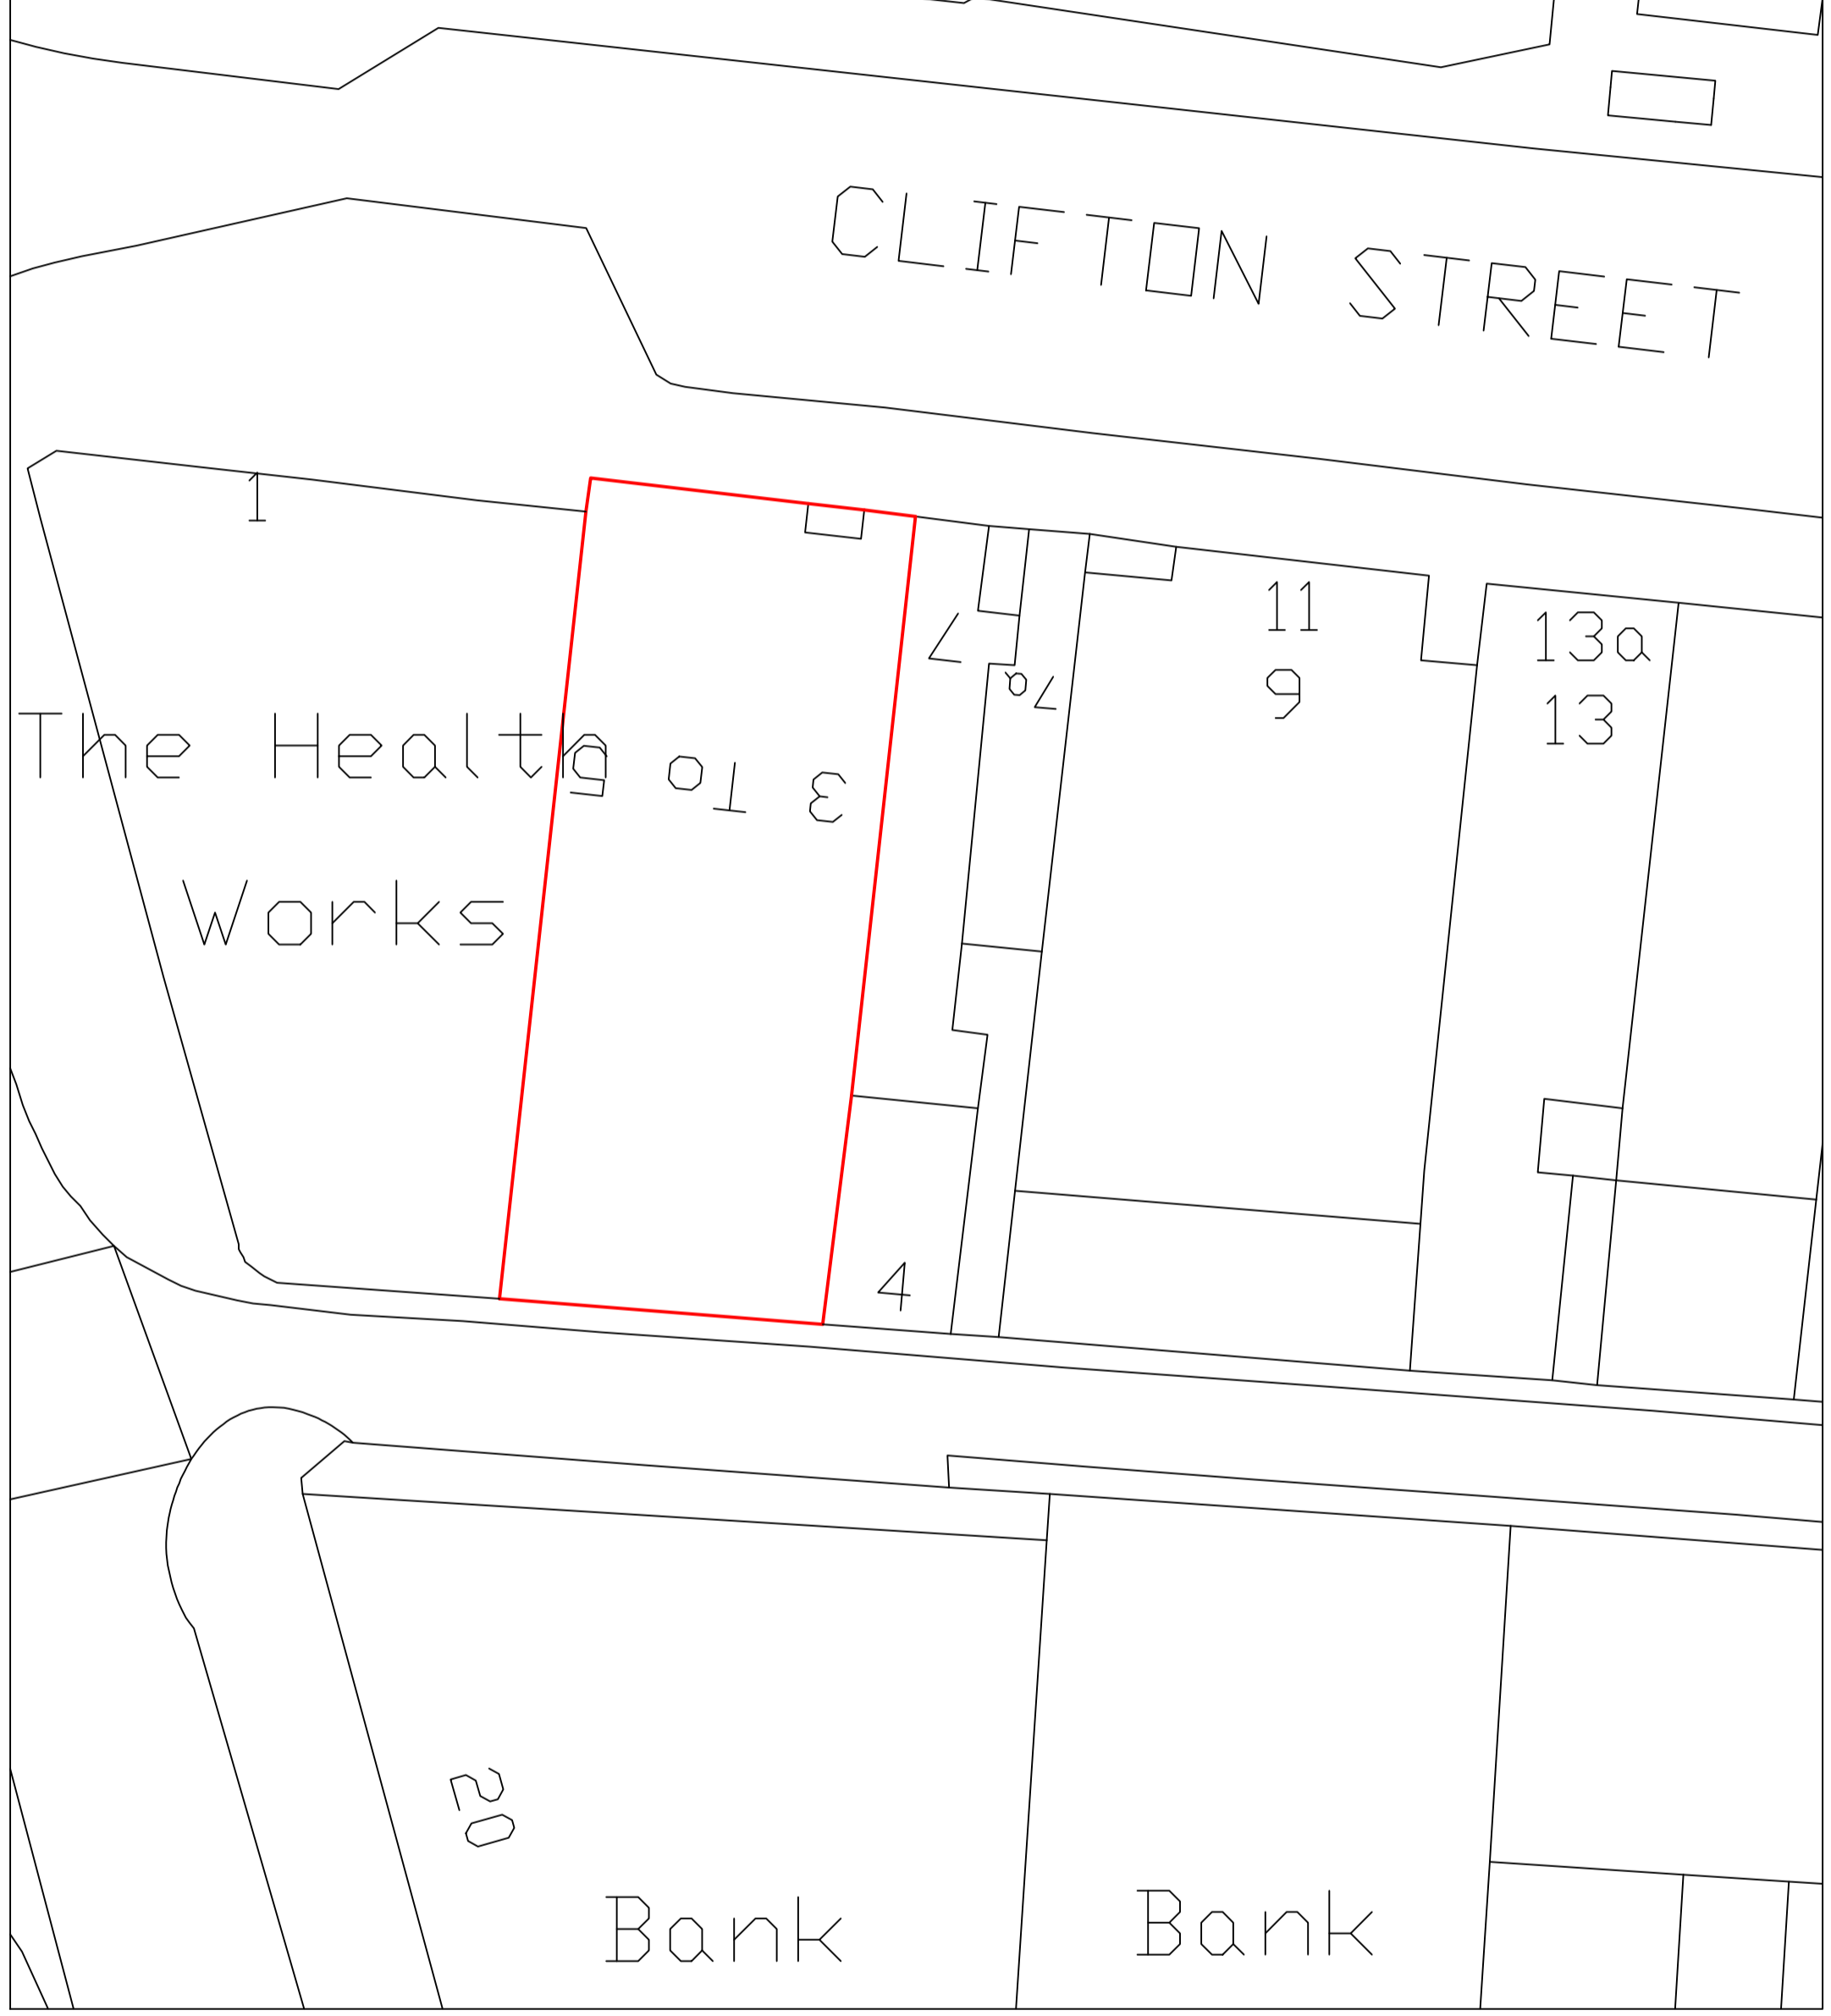 CLIFTON STREET
1
11
9
13a
13
7
7a
The Health
Works
3 TO 5
4
20
Bank
Bank